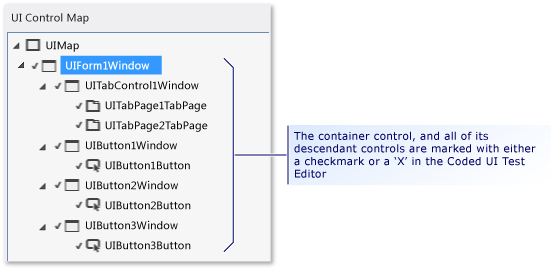 UI Control Map
UIMap
UIForm1Window
UITabControl1Window
UITabPage1TabPage
UITabPage2TabPage
UIButton1Window
UIButton1Button
UIButton2Window
UIButton2Button
UIButton3Window
UIButton3Button
The container control, and all of its
descendant controls are marked with either
a checkmark or a ‘X’ in the Coded UI Test
Editor